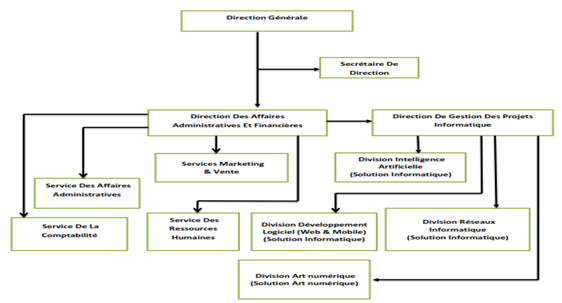 Direction Générale
Secrétaire De
Direction
Direction Des Affaires
Administratives Et Financières
Direction De Gestion Des Projets
Informatique
Services Marketing
& Vente
Division Intelligence
Artificielle
(Solution Informatique)
Service Des Affaires
Administratives
Service De La
Comptabilité
Service Des
Ressources
Humaines
Division Développement
Logiciel (Web & Mobile)
(Solution Informatique)
Division Réseaux
Informatique
(Solution Informatique)
Division Art numérique
(Solution Art numérique)